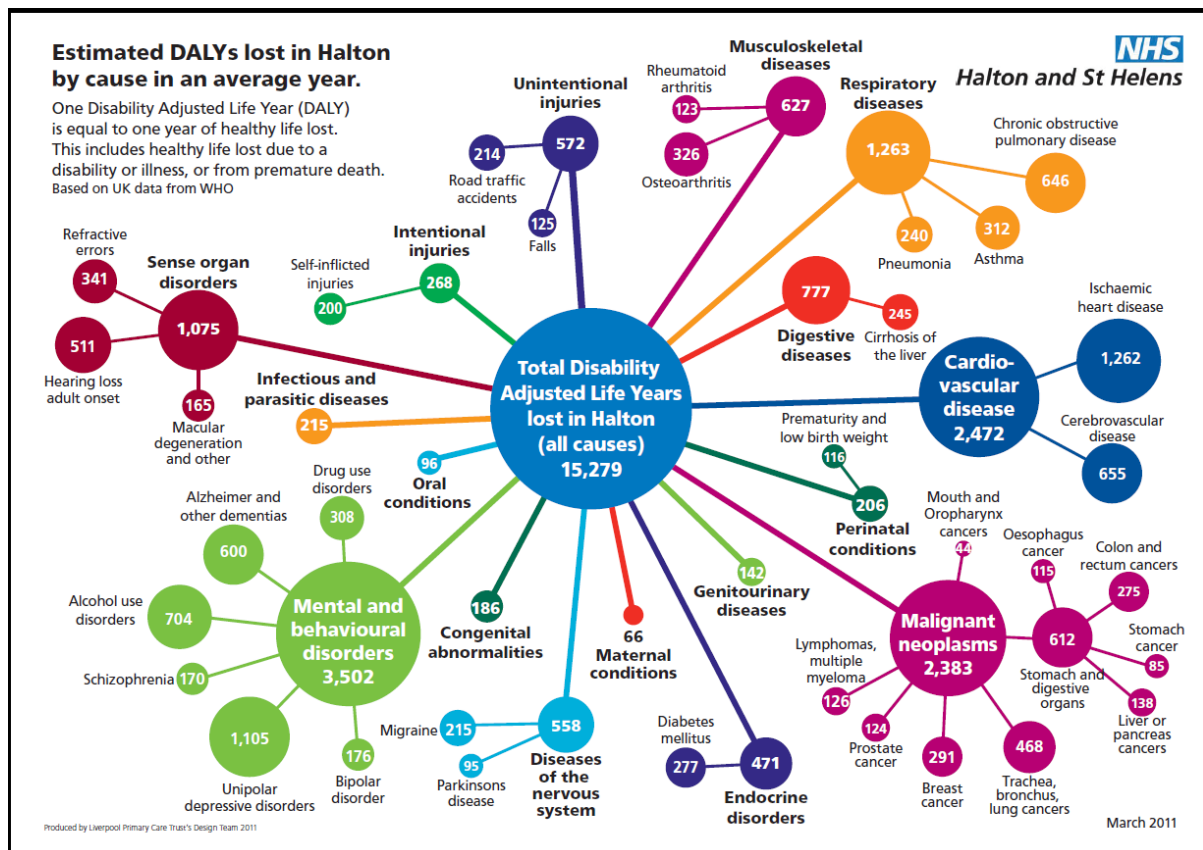 Estimated DALYs lost in Halton
by cause in an average year.
One Disability Adjusted Life Year (DALY)
is equal to one year of healthy life lost.
This includes healthy life lost due to a
disability or illness, or from premature death.
Based on UK data from WHO
NHS
Halton and St Helens
Total Disability
Adjusted Life Years
lost in Halton
(all causes)
15,279
Unintentional
injuries
572
214
Road traffic
accidents
125
Falls
Musculoskeletal
diseases
627
Rheumatoid
arthritis
123
326
Osteoarthritis
Respiratory
diseases
1,263
Chronic obstructive
pulmonary disease
646
312
Asthma
240
Pneumonia
777
Digestive
diseases
245
Cirrhosis of
the liver
Cardio-
vascular
disease
2,472
Ischaemic
heart disease
1,262
Cerebrovascular
disease
655
Prematurity and
low birth weight
116
206
Perinatal
conditions
Malignant
neoplasms
2,383
Mouth and
Oropharynx
cancers
44
Oesophagus
cancer
115
Colon and
rectum cancers
275
612
Stomach and
digestive
organs
Stomach
cancer
85
138
Liver or
pancreas
cancers
468
Trachea,
bronchus,
lung cancers
291
Breast
cancer
124
Prostate
cancer
Lymphomas,
multiple
myeloma
126
142
Genitourinary
diseases
471
Endocrine
disorders
Diabetes
mellitus
277
66
Maternal
conditions
558
Diseases
of the
nervous
system
Migraine
215
95
Parkinsons
disease
186
Congenital
abnormalities
Mental and
behavioural
disorders
3,502
Drug use
disorders
308
Alzheimer and
other dementias
600
Alcohol use
disorders
704
Schizophrenia
170
1,105
Unipolar
depressive disorders
176
Bipolar
disorder
96
Oral
conditions
Infectious and
parasitic diseases
215
Sense organ
disorders
1,075
Refractive
errors
341
511
Hearing loss
adult onset
165
Macular
degeneration
and other
Intentional
injuries
268
Self-inflicted
injuries
200
Produced by Liverpool Primary Care Trust's Design Team 2011
March 2011